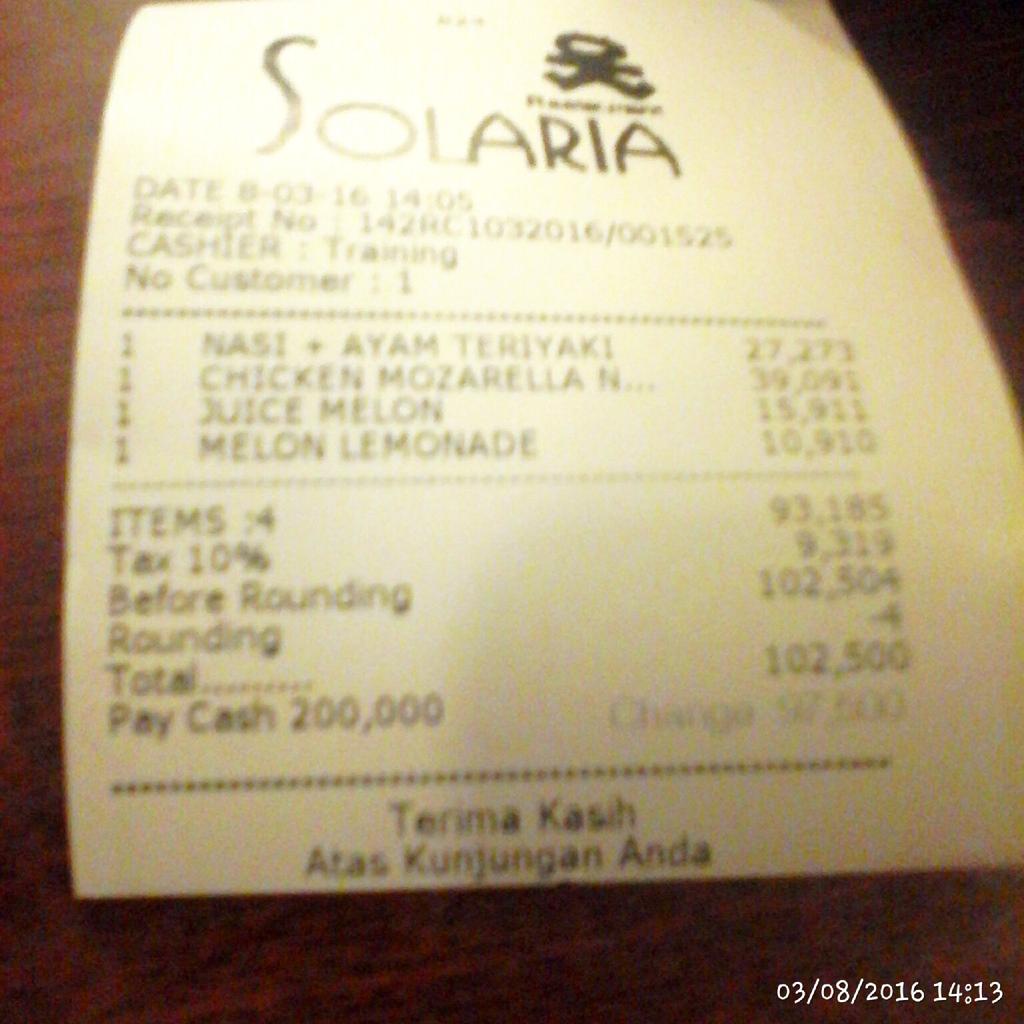 SOLARIA
DATE 8-03-16 14:05
Receipt No : 142RC1032016/001525
CASHIER : Training
No Customer : 1
1 NASI + AYAM TERIYAKI 27,273
1 CHICKEN MOZARELLA N... 39,091
1 JUICE MELON 15,911
1 MELON LEMONADE 10,910
ITEMS :4 93,185
Tax 10% 9,319
Before Rounding 102,504
Rounding -4
Total.......... 102,500
Pay Cash 200,000 Change 97,500
Terima Kasih
Atas Kunjungan Anda
03/08/2016 14:13